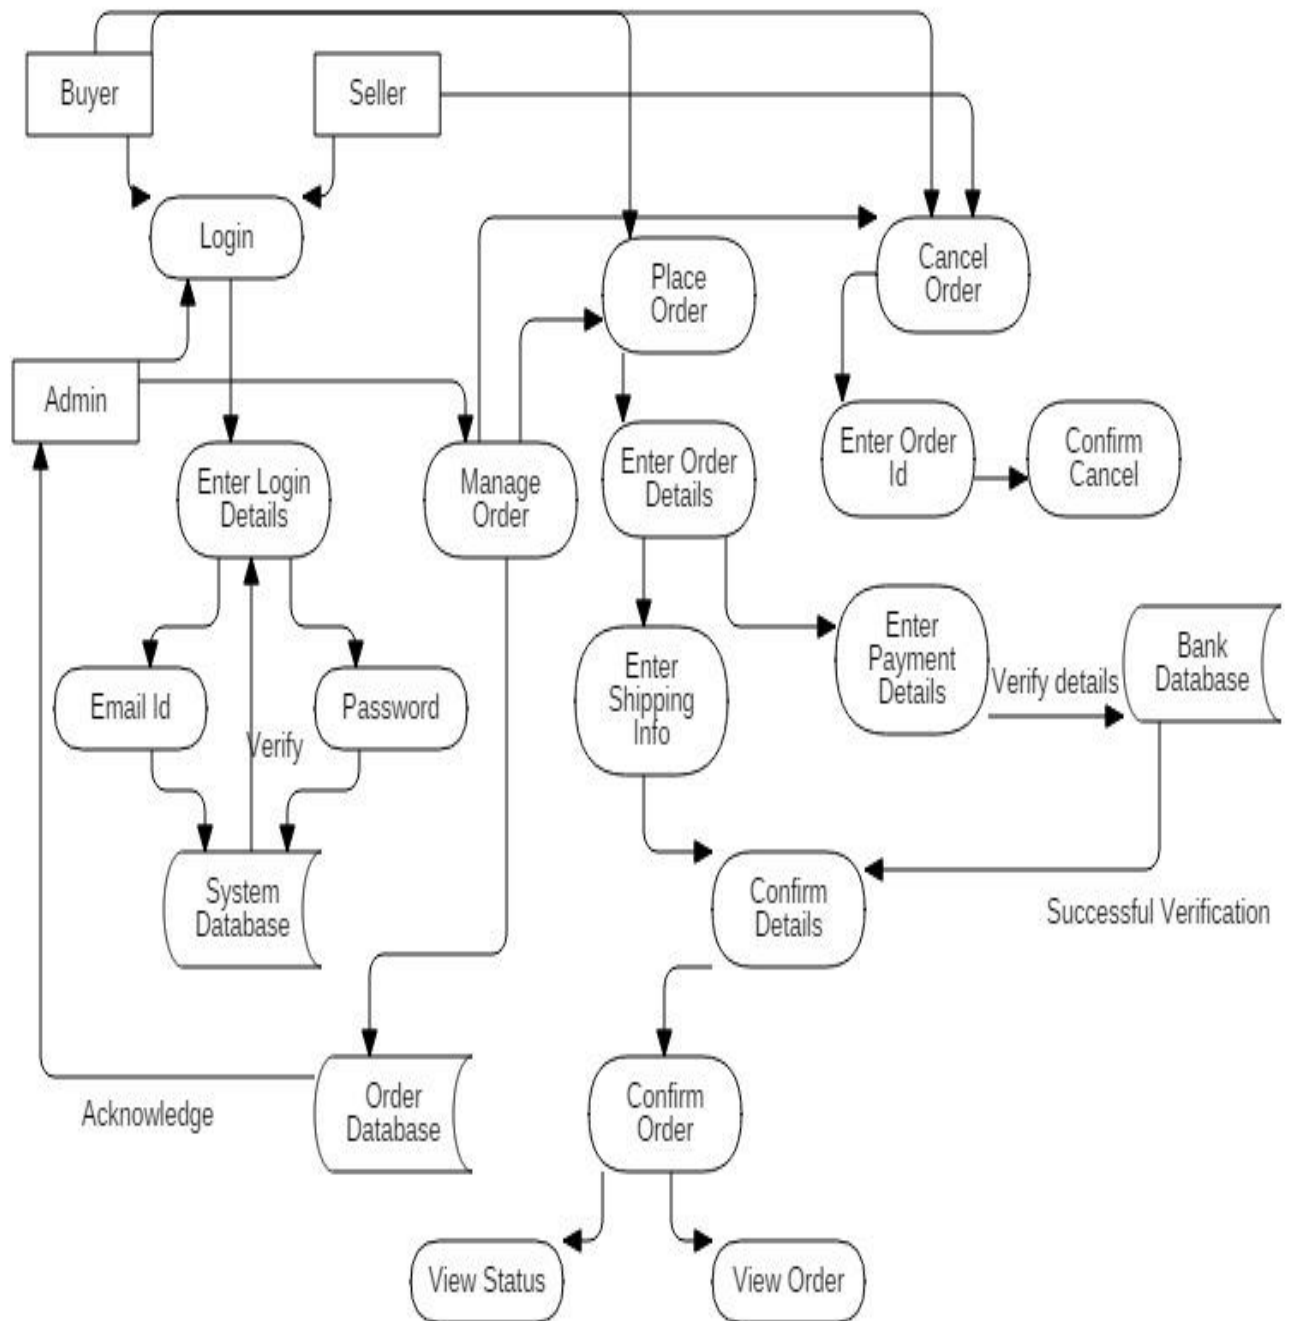 Buyer
Seller
Login
Place
Order
Cancel
Order
Admin
Enter Login
Details
Manage
Order
Enter Order
Details
Enter Order
Id
Confirm
Cancel
Email Id
Password
Verify
Enter
Shipping
Info
Enter
Payment
Details
Verify details
Bank
Database
System
Database
Confirm
Details
Successful Verification
Acknowledge
Order
Database
Confirm
Order
View Status
View Order